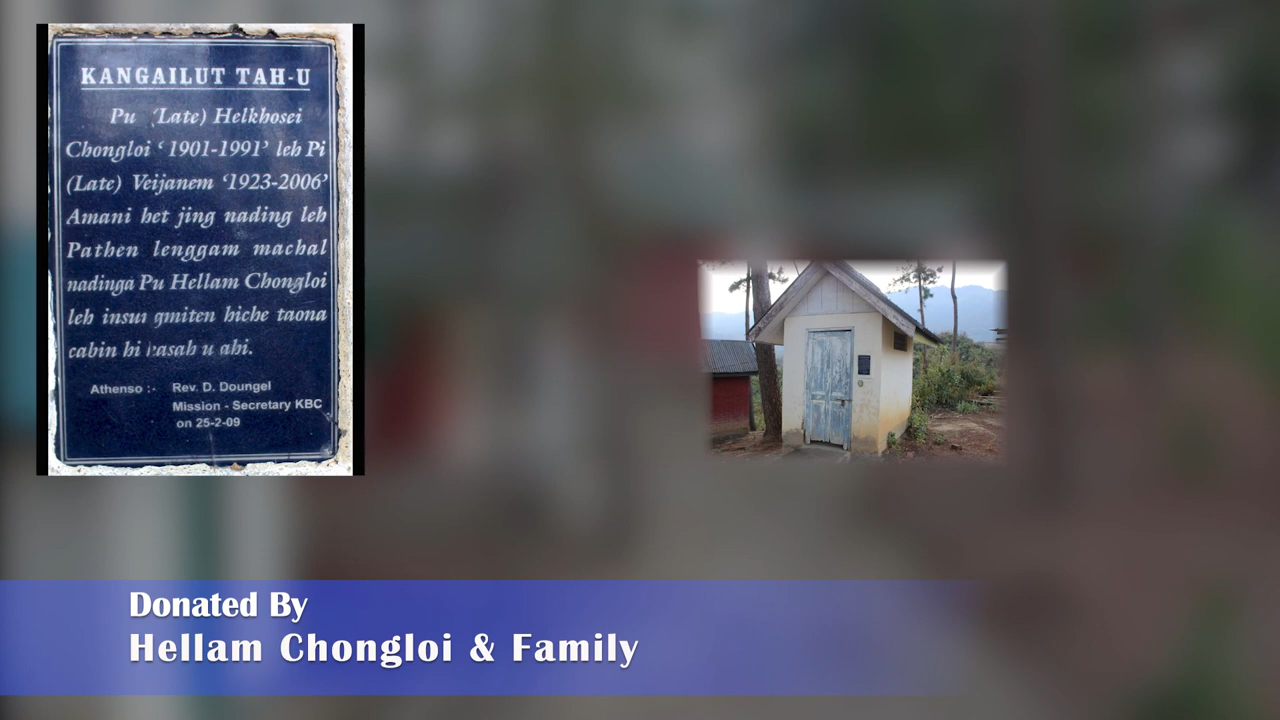 KANGAILUT TAH-U
Pu (Late) Helkhosei
Chongloi ‘ 1901-1991’ leh Pi
(Late) Veijanem ‘1923-2006’
Amani het jing nading leh
Pathen lenggam machal
nadinga Pu Hellam Chongloi
leh insui gmiten hiche taona
cabin hi rasah u ahi.
Athenso :- Rev. D. Doungel
Mission - Secretary KBC
on 25-2-09
Donated By
Hellam Chongloi & Family